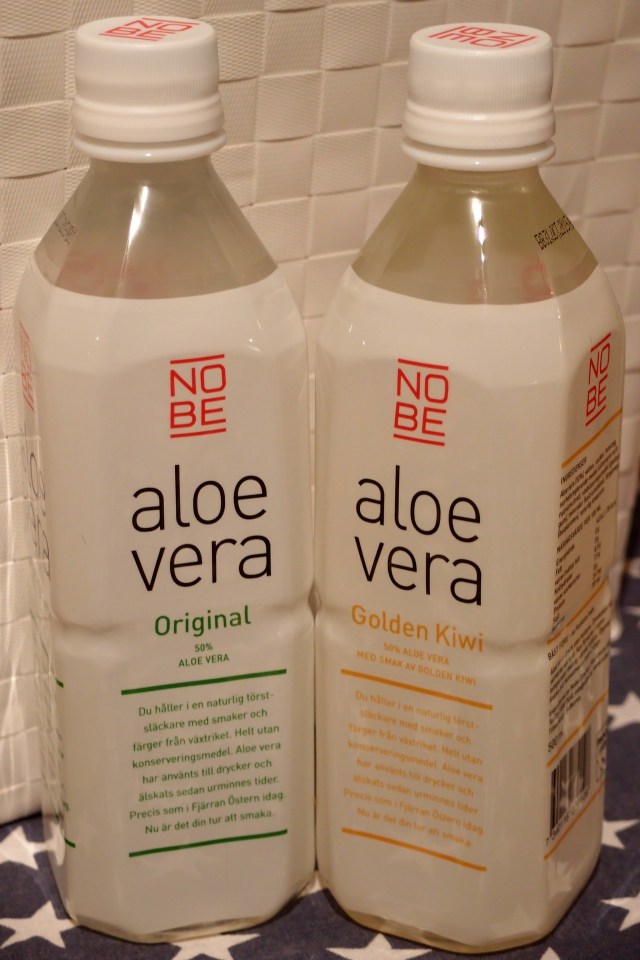 NO
BE
NO
BE
NO
BE
aloe
vera
Original
50%
ALOE VERA
Du håller i en naturlig törst-
släckare med smaker och
färger från växtriket. Helt utan
konserveringsmedel. Aloe vera
har använts till drycker och
älskats sedan urminnes tider.
Precis som i Fjärran Östern idag.
Nu är det din tur att smaka.
NO
BE
aloe
vera
Golden Kiwi
50% ALOE VERA
MED SMAK AV GOLDEN KIWI
Du håller i en naturlig törst-
släckare med smaker och
färger från växtriket. Helt utan
konserveringsmedel. Aloe vera
har använts till drycker och
älskats sedan urminnes tider.
Precis som i Fjärran Östern idag.
Nu är det din tur att smaka.
NO
BE
INGREDIENSER